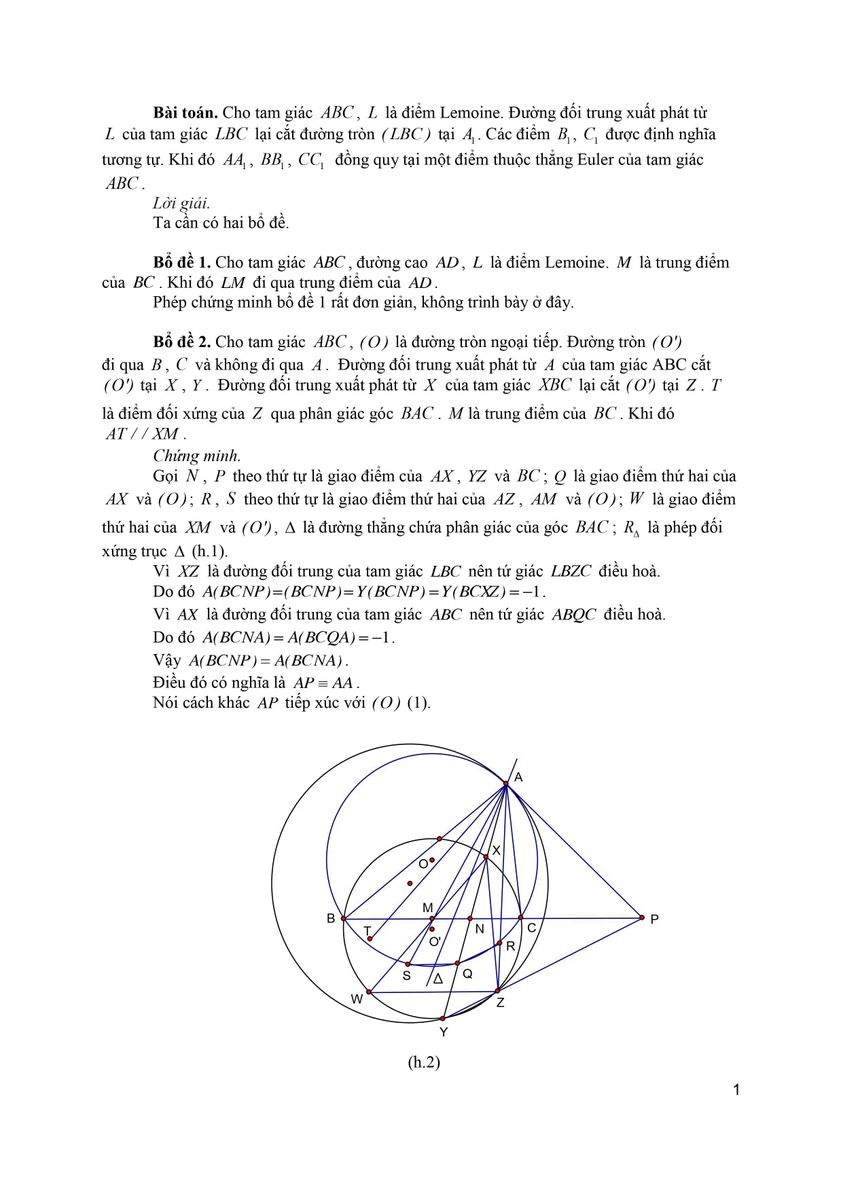 Bài toán. Cho tam giác ABC, L là điểm Lemoine. Đường đối trung xuất phát từ
L của tam giác LBC lại cắt đường tròn (LBC) tại A₁. Các điểm B₁, C₁ được định nghĩa
tương tự. Khi đó AA₁, BB₁, CC₁ đồng quy tại một điểm thuộc thẳng Euler của tam giác
ABC.
Lời giải.
Ta cần có hai bổ đề.
Bổ đề 1. Cho tam giác ABC, đường cao AD, L là điểm Lemoine. M là trung điểm
của BC. Khi đó LM đi qua trung điểm của AD.
Phép chứng minh bổ đề 1 rất đơn giản, không trình bày ở đây.
Bổ đề 2. Cho tam giác ABC, (O) là đường tròn ngoại tiếp. Đường tròn (O')
đi qua B, C và không đi qua A. Đường đối trung xuất phát từ A của tam giác ABC cắt
(O') tại X, Y. Đường đối trung xuất phát từ X của tam giác XBC lại cắt (O') tại Z. T
là điểm đối xứng của Z qua phân giác góc BAC. M là trung điểm của BC. Khi đó
AT // XM.
Chứng minh.
Gọi N, P theo thứ tự là giao điểm của AX, YZ và BC; Q là giao điểm thứ hai của
AX và (O); R, S theo thứ tự là giao điểm thứ hai của AZ, AM và (O); W là giao điểm
thứ hai của XM và (O'), Δ là đường thẳng chứa phân giác của góc BAC; R_Δ là phép đối
xứng trục Δ (h.1).
Vì XZ là đường đối trung của tam giác LBC nên tứ giác LBZC điều hoà.
Do đó A(BCNP)=(BCNP)=Y(BCNP)=Y(BCXZ)=−1.
Vì AX là đường đối trung của tam giác ABC nên tứ giác ABQC điều hoà.
Do đó A(BCNA)=A(BCQA)=−1.
Vậy A(BCNP)=A(BCNA).
Điều đó có nghĩa là AP≡AA.
Nói cách khác AP tiếp xúc với (O) (1).
A
X
O
B
M
N
C
P
T
O'
R
S
Δ
Q
W
Z
Y
(h.2)
1